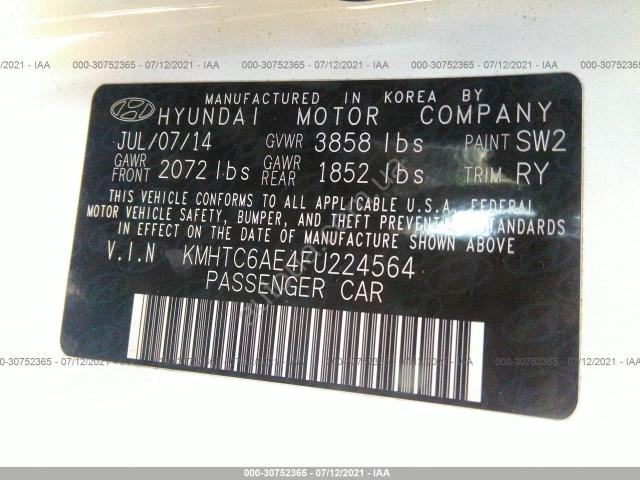 000-30752365 - 07/12/2021 - IAA
MANUFACTURED IN KOREA BY
HYUNDAI MOTOR COMPANY
JUL/07/14 GVWR 3858 lbs PAINT SW2
GAWR FRONT 2072 lbs GAWR REAR 1852 lbs TRIM RY
THIS VEHICLE CONFORMS TO ALL APPLICABLE U.S.A. FEDERAL
MOTOR VEHICLE SAFETY, BUMPER, AND THEFT PREVENTION STANDARDS
IN EFFECT ON THE DATE OF MANUFACTURE SHOWN ABOVE.
V.I.N KMHTC6AE4FU224564
PASSENGER CAR
000-30752365 - 07/12/2021 - IAA
000-30752365 - 07/12/2021 - IAA